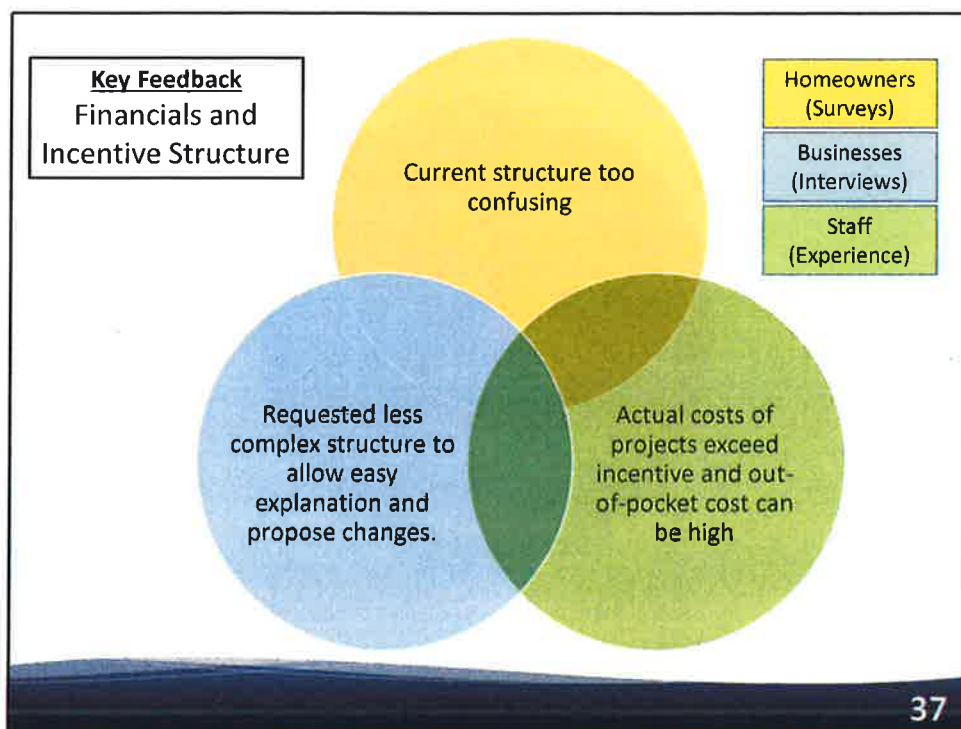 Key Feedback
Financials and
Incentive Structure
Homeowners
(Surveys)
Businesses
(Interviews)
Staff
(Experience)
Current structure too
confusing
Requested less
complex structure to
allow easy
explanation and
propose changes.
Actual costs of
projects exceed
incentive and out-
of-pocket cost can
be high
37